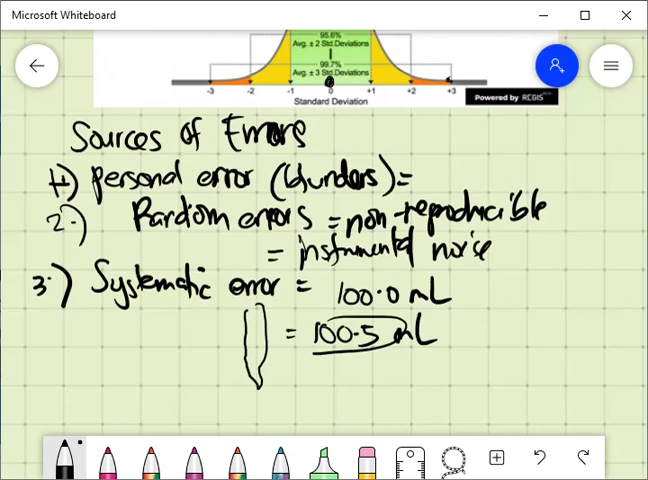 Microsoft Whiteboard
95.6%
Avg. ± 2 Std.Deviations
99.7%
Avg. ± 3 Std.Deviations
-3 -2 -1 0 +1 +2 +3
Standard Deviation
Powered by RCGIS
Sources of Errors
1.) personal error (blunders)=
2.) Random errors = non-reproducible
= instrumental noise
3.) Systematic error = 100.0 mL
= 100.5 mL